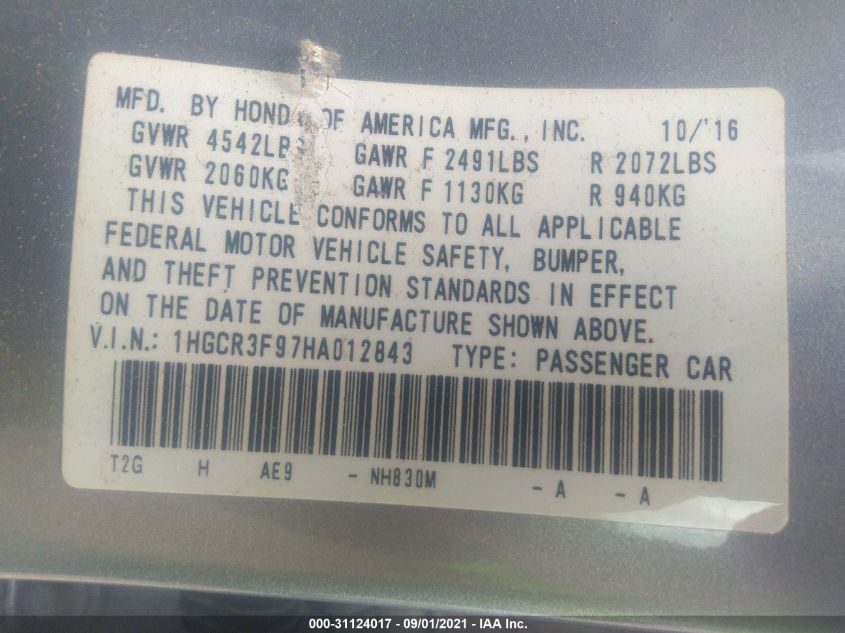 MFD. BY HONDA OF AMERICA MFG., INC. 10/'16
GVWR 4542LBS GAWR F 2491LBS R 2072LBS
GVWR 2060KG GAWR F 1130KG R 940KG
THIS VEHICLE CONFORMS TO ALL APPLICABLE
FEDERAL MOTOR VEHICLE SAFETY, BUMPER,
AND THEFT PREVENTION STANDARDS IN EFFECT
ON THE DATE OF MANUFACTURE SHOWN ABOVE.
V.I.N.: 1HGCR3F97HA012843 TYPE: PASSENGER CAR
T2G H AE9 - NH830M - A - A
000-31124017 - 09/01/2021 - IAA Inc.